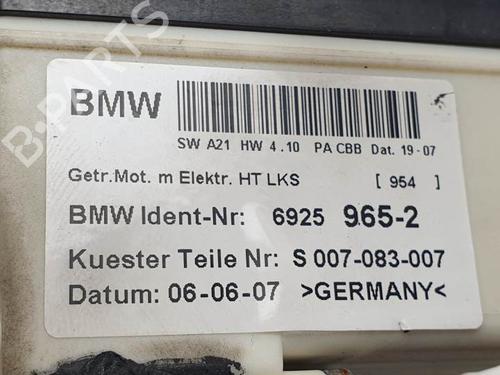 BMW
SW A21 HW 4.10 PA CBB Dat. 19-07
Getr.Mot. m Elektr. HT LKS [ 954 ]
BMW Ident-Nr: 6925 965-2
Kuester Teile Nr: S 007-083-007
Datum: 06-06-07 >GERMANY<
B-PARTS